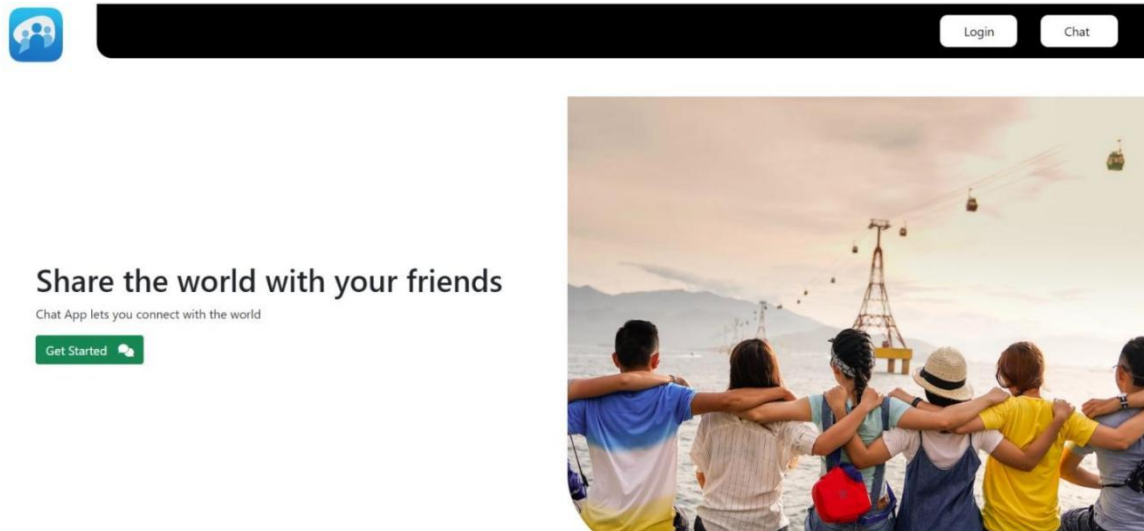 Login
Chat
Share the world with your friends
Chat App lets you connect with the world
Get Started